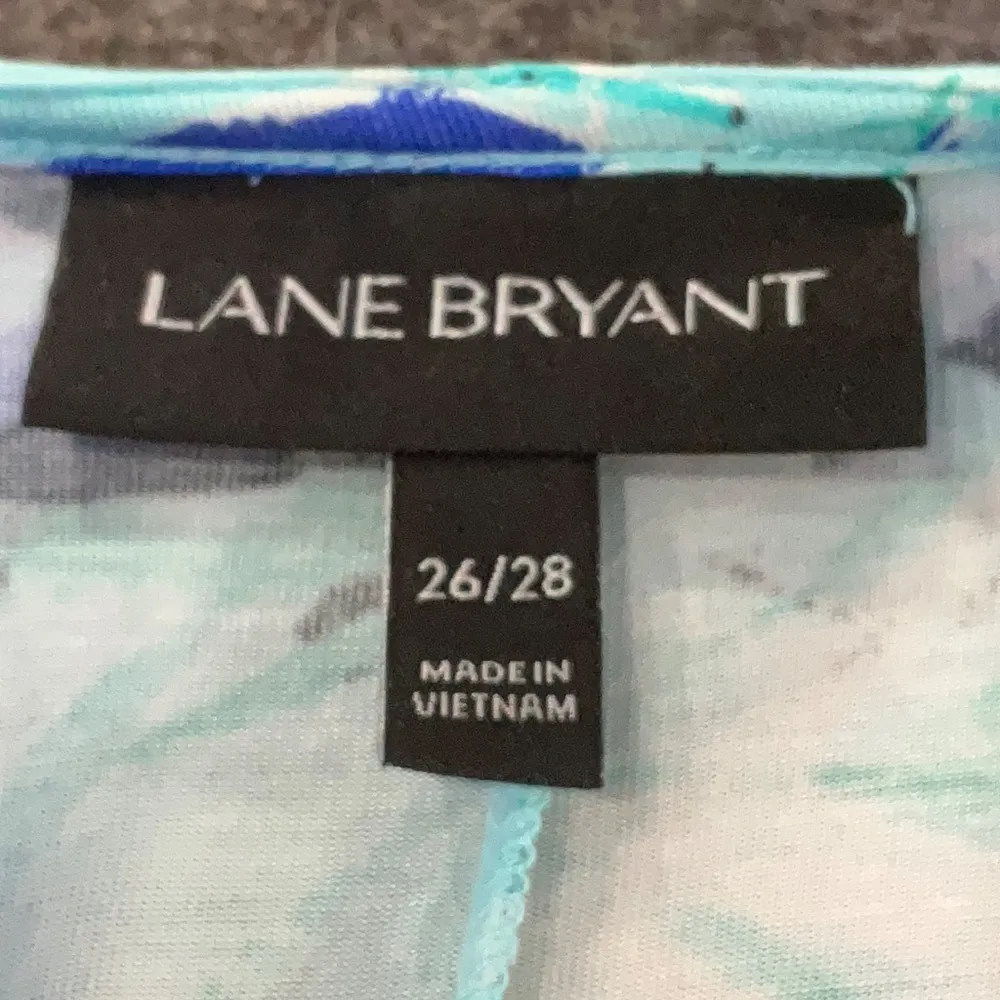 LANE BRYANT
26/28
MADE IN
VIETNAM